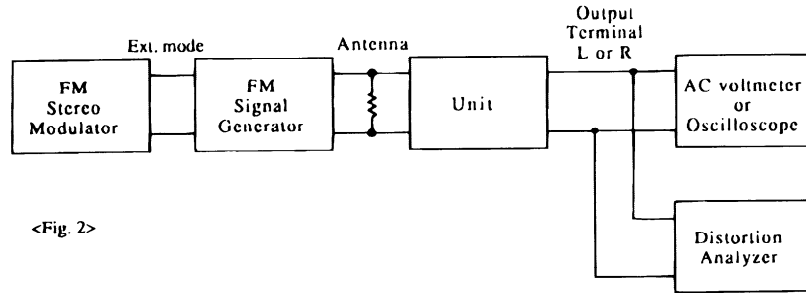 Output
Terminal
L or R
Ext. mode
Antenna
FM
Stereo
Modulator
FM
Signal
Generator
Unit
AC voltmeter
or
Oscilloscope
<Fig. 2>
Distortion
Analyzer